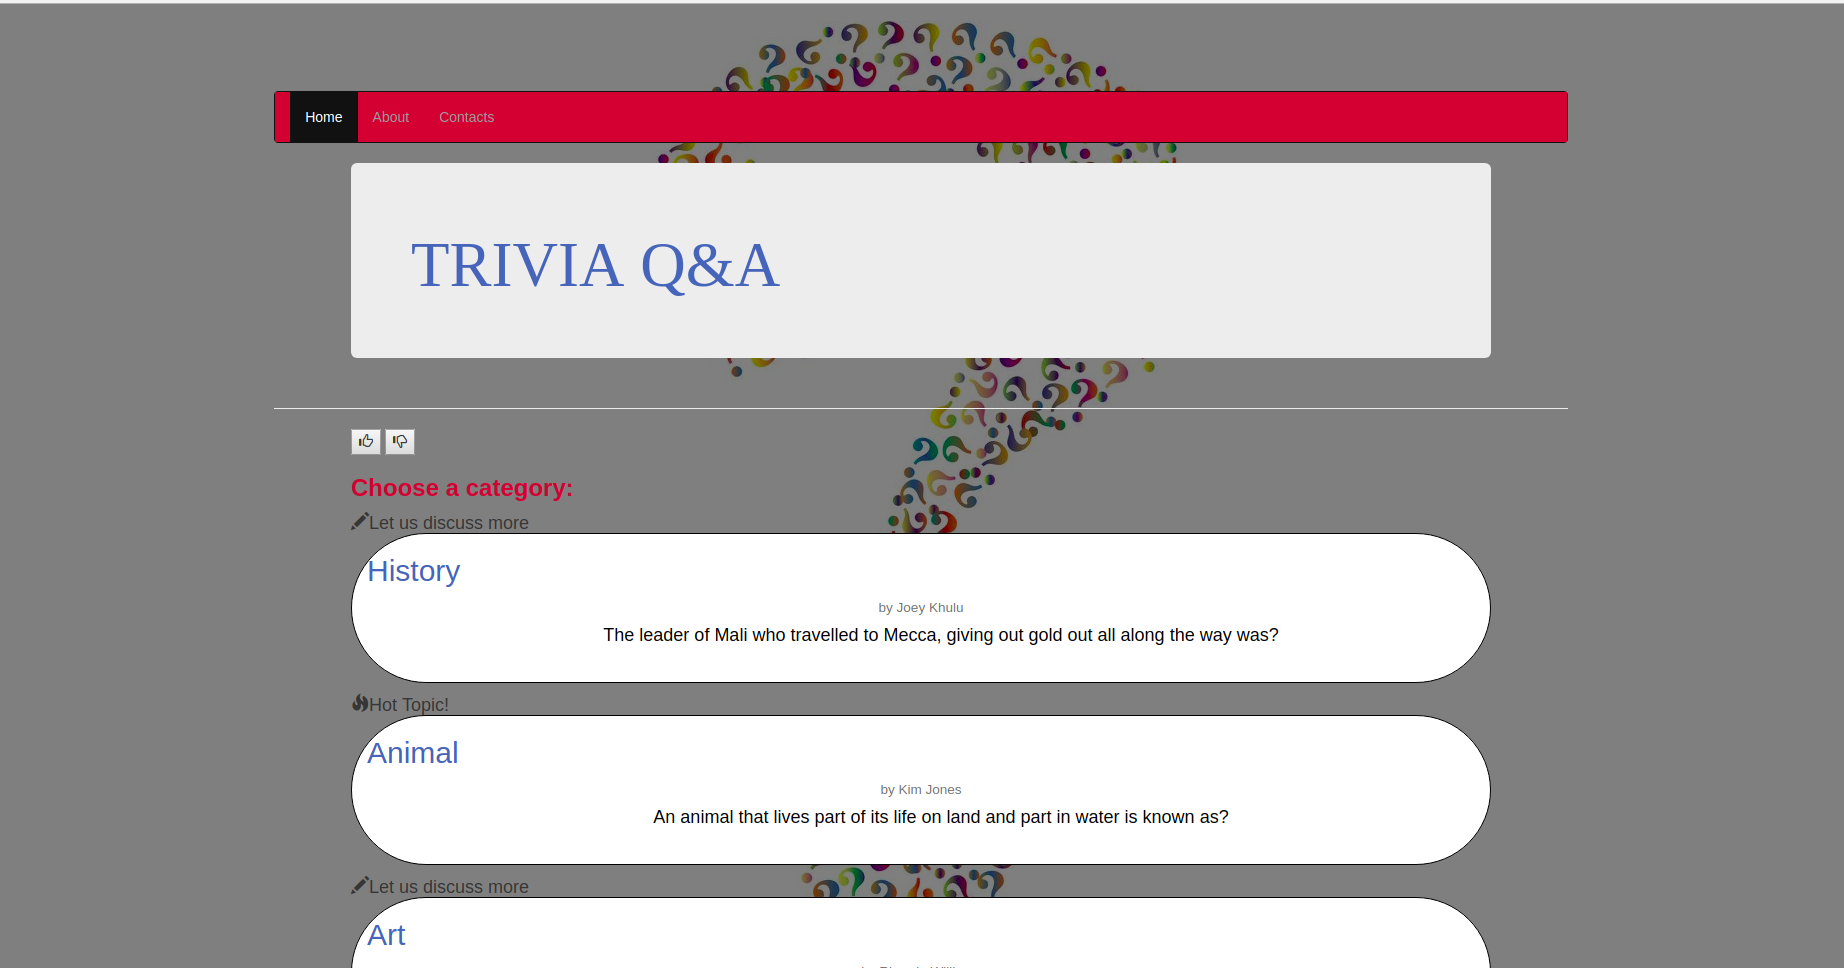 Home About Contacts
TRIVIA Q&A
Choose a category:
Let us discuss more
History
by Joey Khulu
The leader of Mali who travelled to Mecca, giving out gold out all along the way was?
Hot Topic!
Animal
by Kim Jones
An animal that lives part of its life on land and part in water is known as?
Let us discuss more
Art